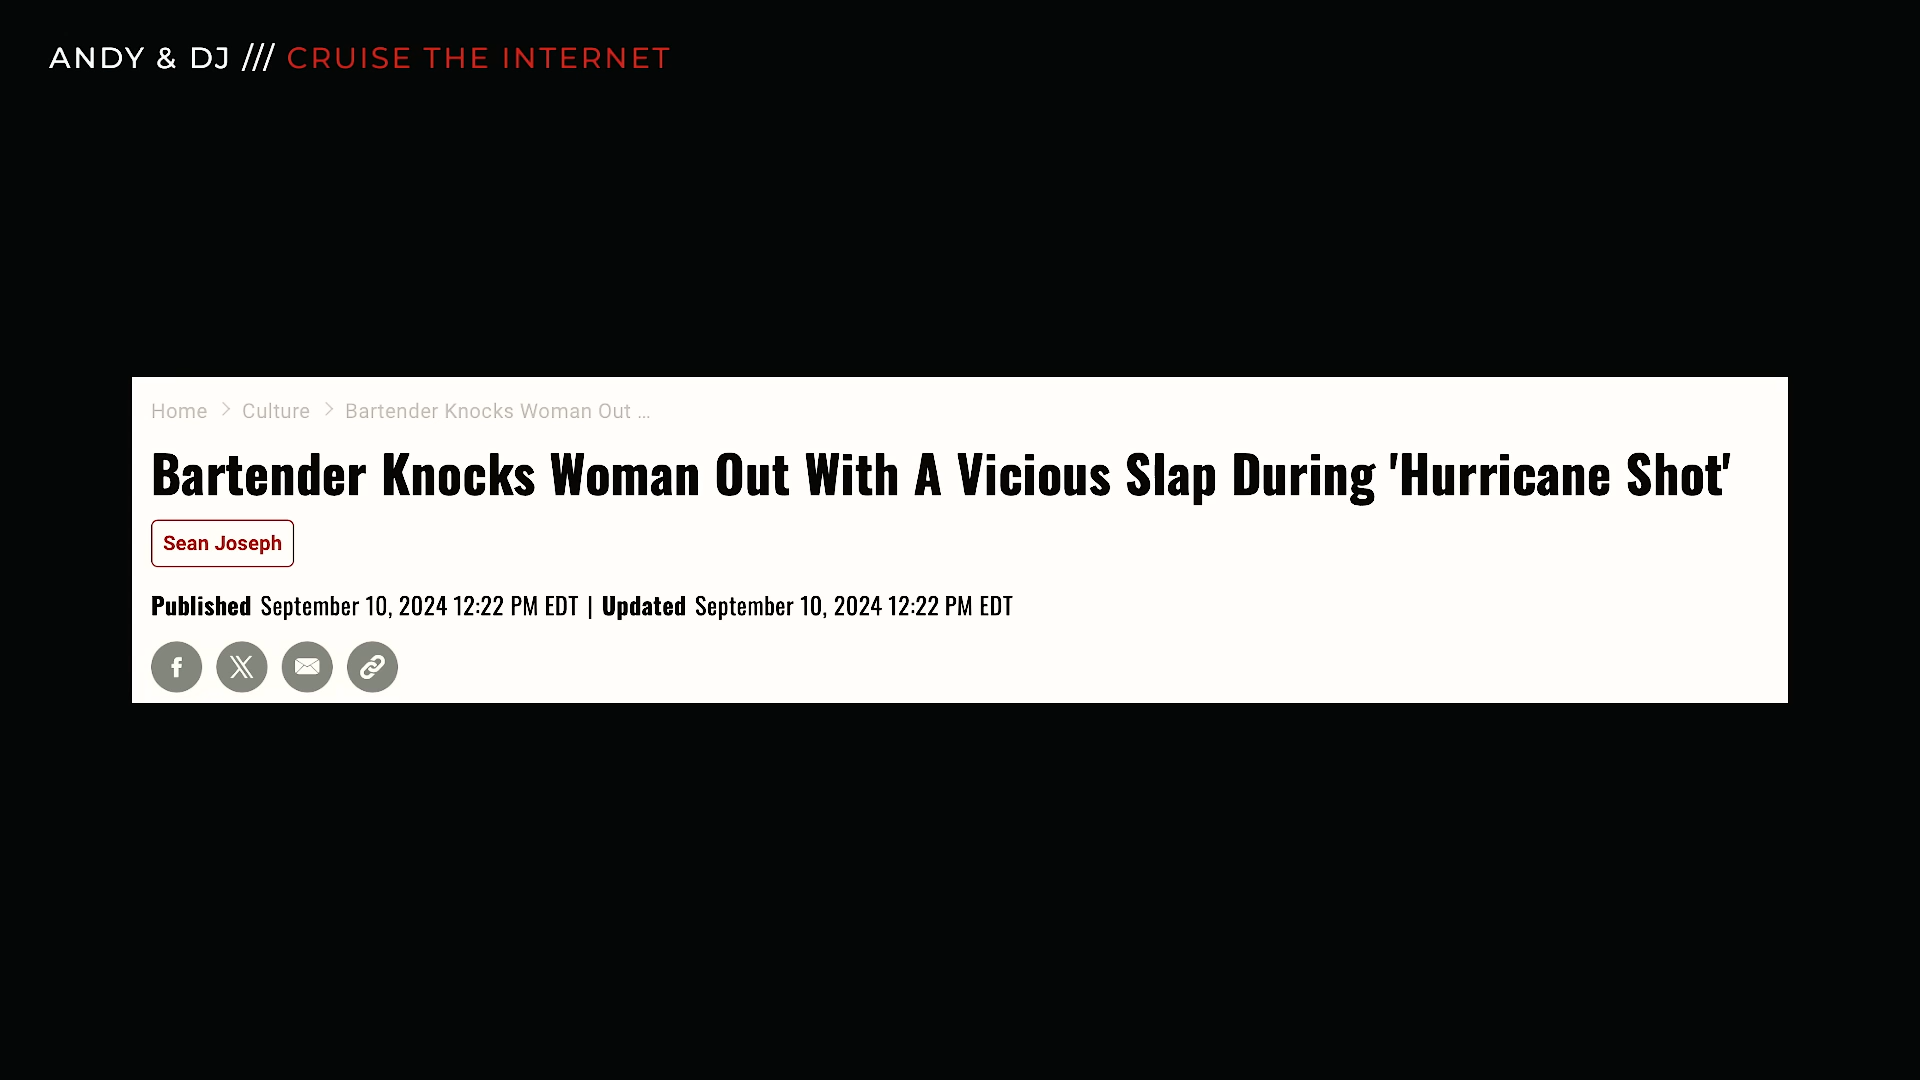 ANDY & DJ /// CRUISE THE INTERNET
Home > Culture > Bartender Knocks Woman Out ...
Bartender Knocks Woman Out With A Vicious Slap During 'Hurricane Shot'
Sean Joseph
Published September 10, 2024 12:22 PM EDT | Updated September 10, 2024 12:22 PM EDT